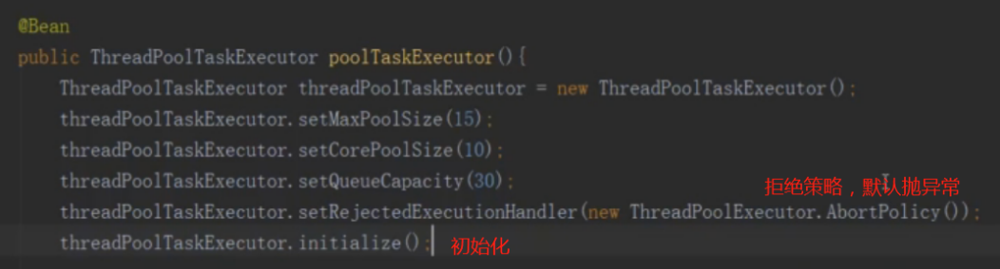 @Bean
public ThreadPoolTaskExecutor poolTaskExecutor(){
ThreadPoolTaskExecutor threadPoolTaskExecutor = new ThreadPoolTaskExecutor();
threadPoolTaskExecutor.setMaxPoolSize(15);
threadPoolTaskExecutor.setCorePoolSize(10);
threadPoolTaskExecutor.setQueueCapacity(30);
拒绝策略，默认抛异常
threadPoolTaskExecutor.setRejectedExecutionHandler(new ThreadPoolExecutor.AbortPolicy());
threadPoolTaskExecutor.initialize(); 初始化